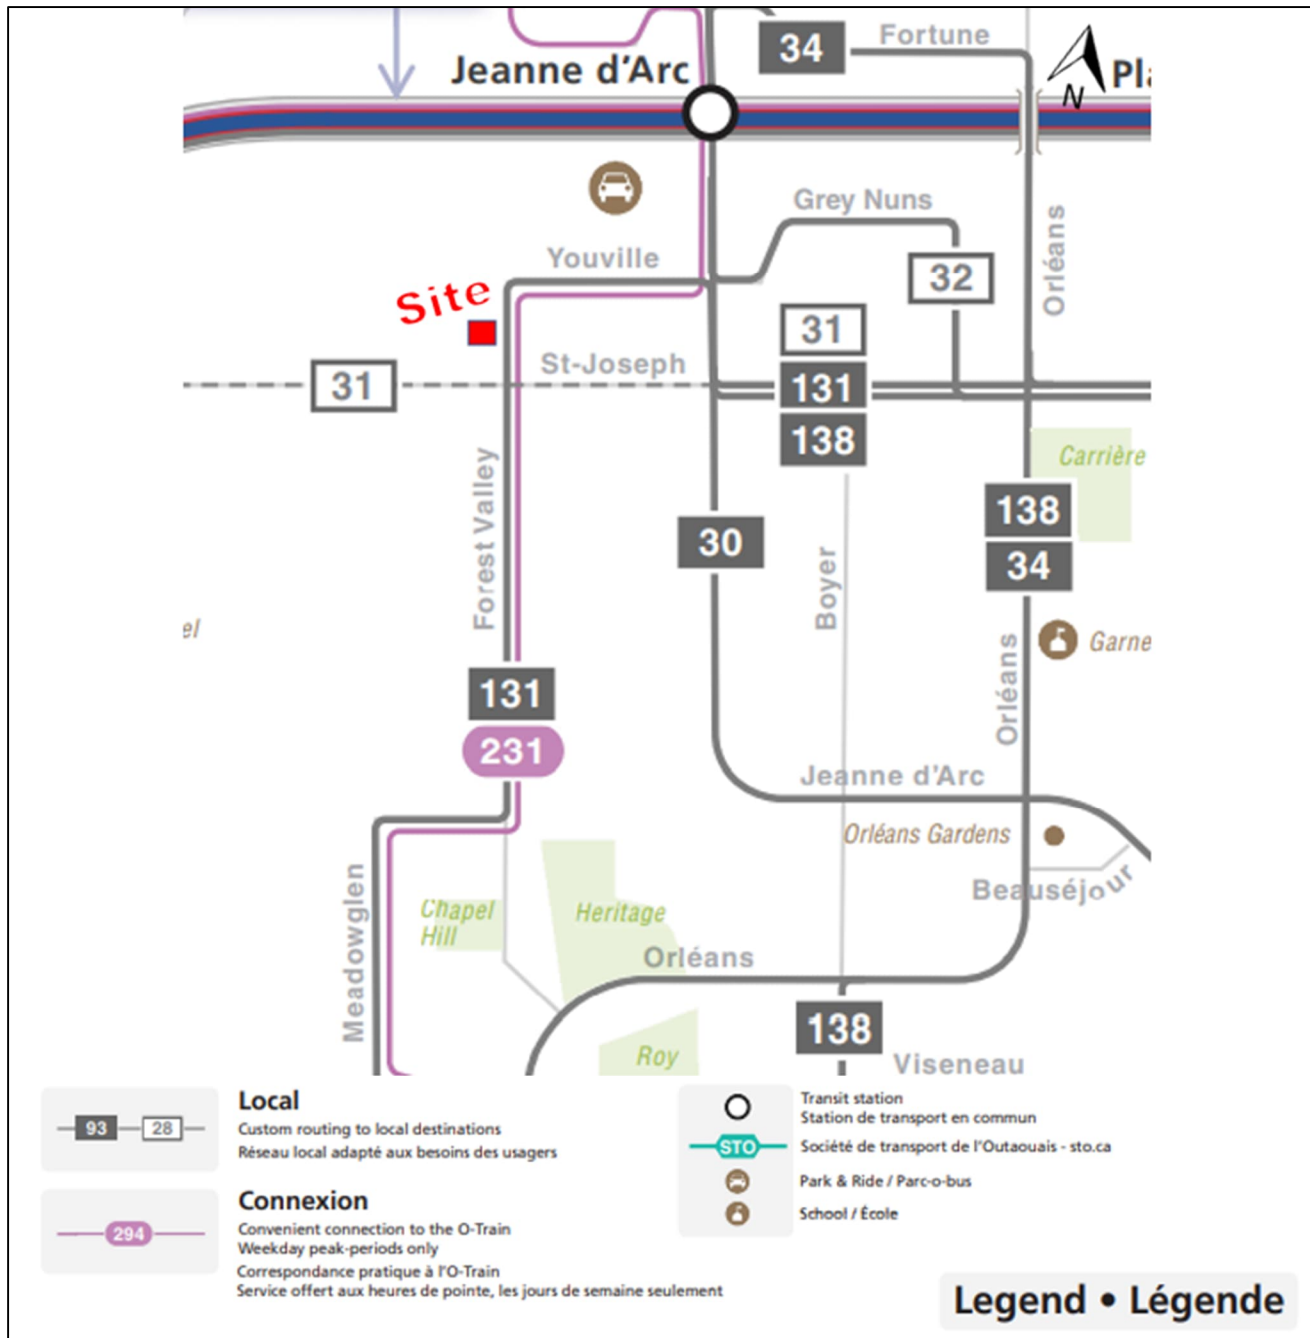 34
Fortune
Jeanne d'Arc
Pla
N
Grey Nuns
Orléans
Youville
32
Site
31
St-Joseph
31
131
138
Carrière
Forest Valley
138
30
Boyer
34
el
Garne
Orléans
131
231
Jeanne d'Arc
Orléans Gardens
Beauséjour
Meadowglen
Chapel
Hill
Heritage
Orléans
138
Roy
Viseneau
93
28
Local
Custom routing to local destinations
Réseau local adapté aux besoins des usagers
294
Connexion
Convenient connection to the O-Train
Weekday peak-periods only
Correspondance pratique à l'O-Train
Service offert aux heures de pointe, les jours de semaine seulement
Transit station
Station de transport en commun
STO
Société de transport de l'Outaouais - sto.ca
Park & Ride / Parc-o-bus
School / École
Legend • Légende